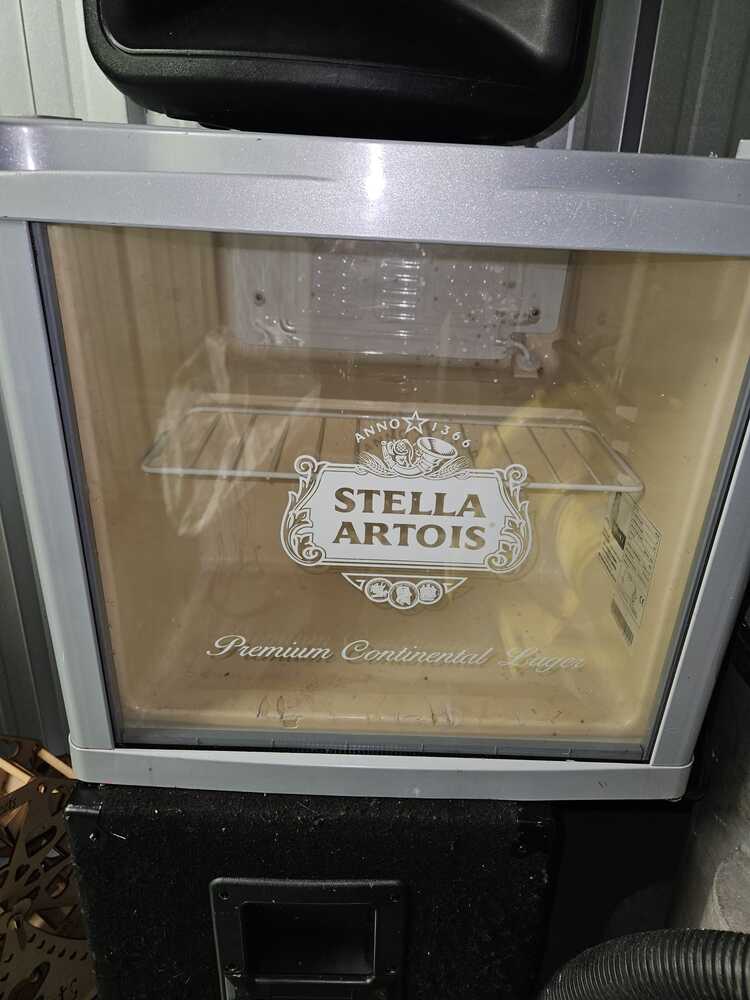 ANNO 1366
STELLA
ARTOIS
Premium Continental Lager